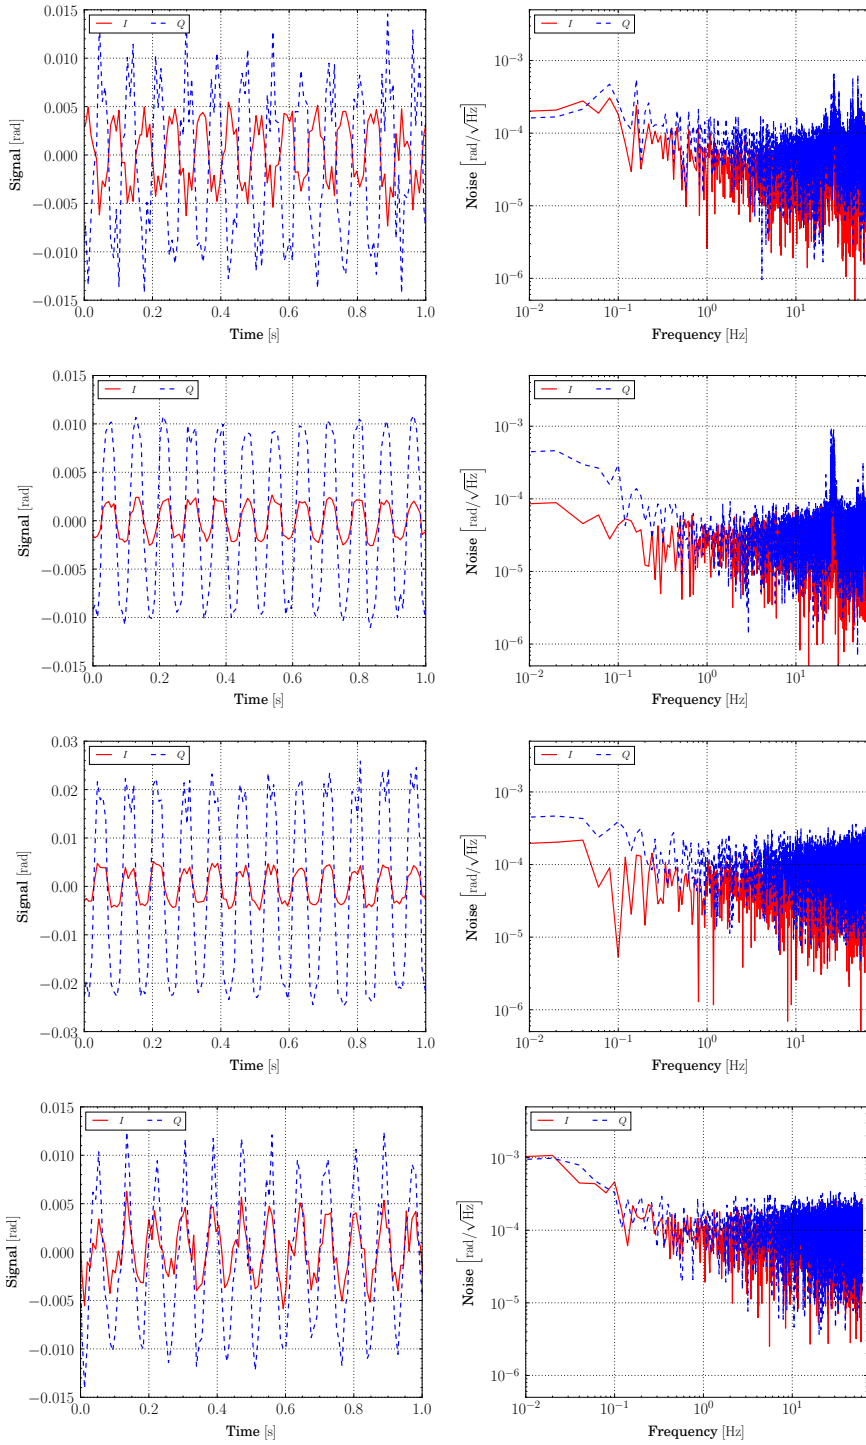 I Q
0.015
0.010
0.005
0.000
−0.005
−0.010
−0.015
0.0 0.2 0.4 0.6 0.8 1.0
Time [s]
Signal [rad]
I Q
10⁻³
10⁻⁴
10⁻⁵
10⁻⁶
10⁻² 10⁻¹ 10⁰ 10¹
Frequency [Hz]
Noise [rad/√Hz]
I Q
0.015
0.010
0.005
0.000
−0.005
−0.010
−0.015
0.0 0.2 0.4 0.6 0.8 1.0
Time [s]
Signal [rad]
I Q
10⁻³
10⁻⁴
10⁻⁵
10⁻⁶
10⁻² 10⁻¹ 10⁰ 10¹
Frequency [Hz]
Noise [rad/√Hz]
I Q
0.03
0.02
0.01
0.00
−0.01
−0.02
−0.03
0.0 0.2 0.4 0.6 0.8 1.0
Time [s]
Signal [rad]
I Q
10⁻³
10⁻⁴
10⁻⁵
10⁻⁶
10⁻² 10⁻¹ 10⁰ 10¹
Frequency [Hz]
Noise [rad/√Hz]
I Q
0.015
0.010
0.005
0.000
−0.005
−0.010
−0.015
0.0 0.2 0.4 0.6 0.8 1.0
Time [s]
Signal [rad]
I Q
10⁻³
10⁻⁴
10⁻⁵
10⁻⁶
10⁻² 10⁻¹ 10⁰ 10¹
Frequency [Hz]
Noise [rad/√Hz]